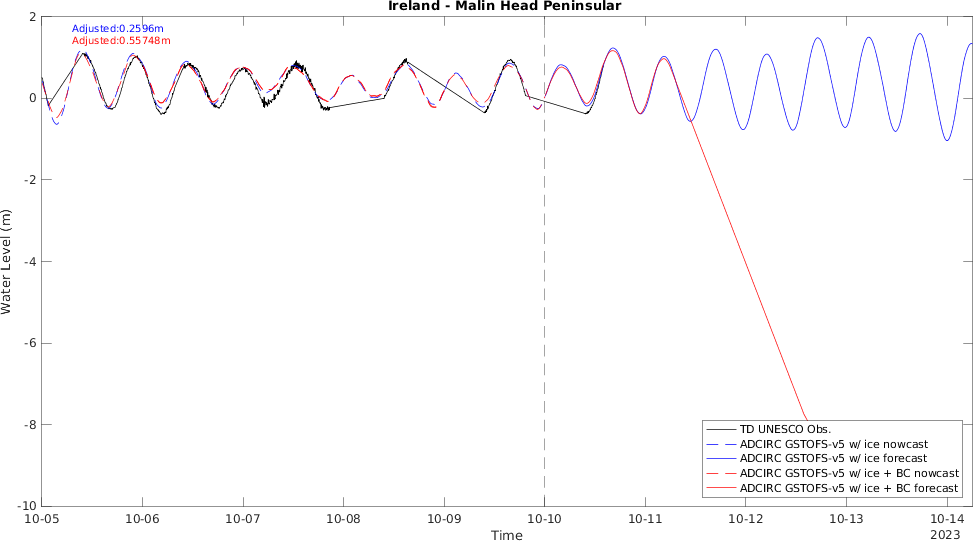 Ireland - Malin Head Peninsular
Adjusted:0.2596m
Adjusted:0.55748m
2
0
-2
-4
-6
-8
-10
Water Level (m)
10-05 10-06 10-07 10-08 10-09 10-10 10-11 10-12 10-13 10-14
2023
Time
TD UNESCO Obs.
ADCIRC GSTOFS-v5 w/ ice nowcast
ADCIRC GSTOFS-v5 w/ ice forecast
ADCIRC GSTOFS-v5 w/ ice + BC nowcast
ADCIRC GSTOFS-v5 w/ ice + BC forecast